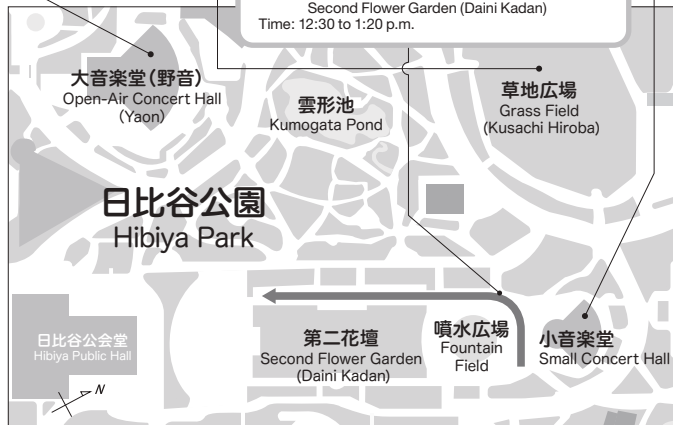 Second Flower Garden (Daini Kadan)
Time: 12:30 to 1:20 p.m.
大音楽堂(野音)
Open-Air Concert Hall
(Yaon)
雲形池
Kumogata Pond
草地広場
Grass Field
(Kusachi Hiroba)
日比谷公園
Hibiya Park
日比谷公会堂
Hibiya Public Hall
第二花壇
Second Flower Garden
(Daini Kadan)
噴水広場
Fountain
Field
小音楽堂
Small Concert Hall
N